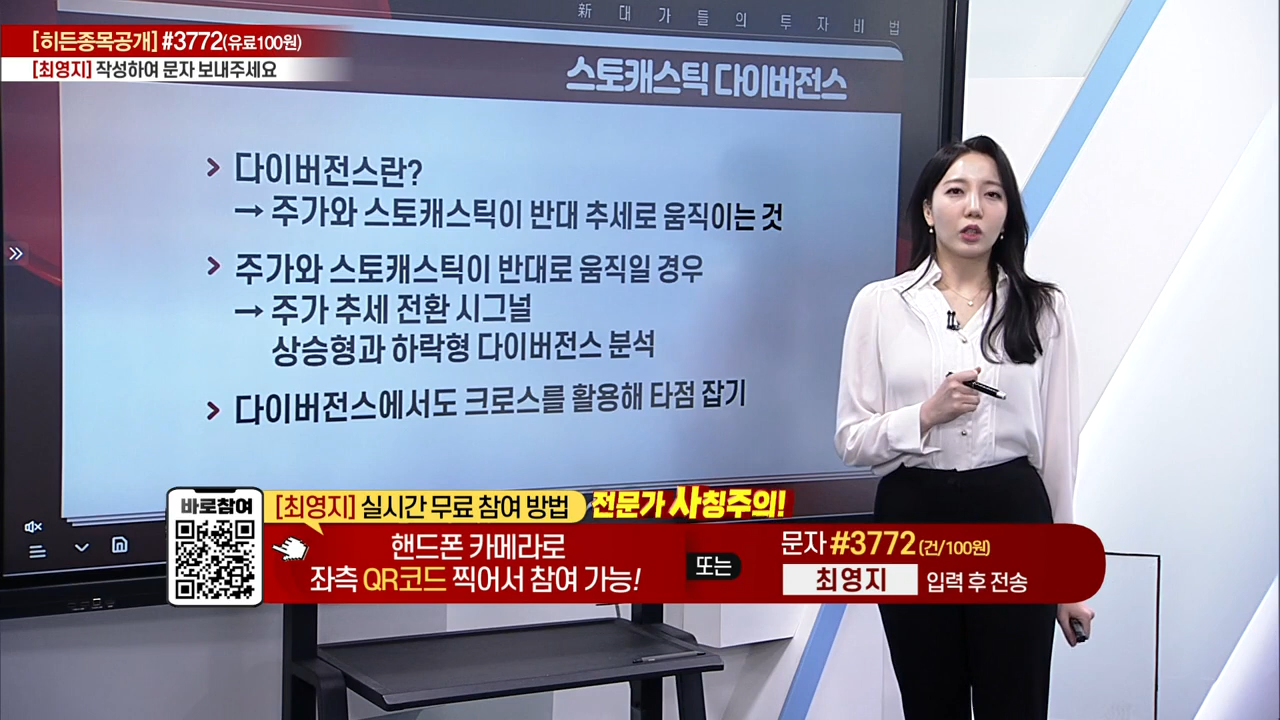 新 대 가 들 의 투 자 비 법
[히든종목공개] #3772(유료100원)
[최영지] 작성하여 문자 보내주세요
스토캐스틱 다이버전스
> 다이버전스란?
→ 주가와 스토캐스틱이 반대 추세로 움직이는 것
> 주가와 스토캐스틱이 반대로 움직일 경우
→ 주가 추세 전환 시그널
상승형과 하락형 다이버전스 분석
> 다이버전스에서도 크로스를 활용해 타점 잡기
바로참여
[최영지] 실시간 무료 참여 방법
전문가 사칭주의!
핸드폰 카메라로
좌측 QR코드 찍어서 참여 가능!
또는
문자 #3772 (건/100원)
최영지 입력 후 전송